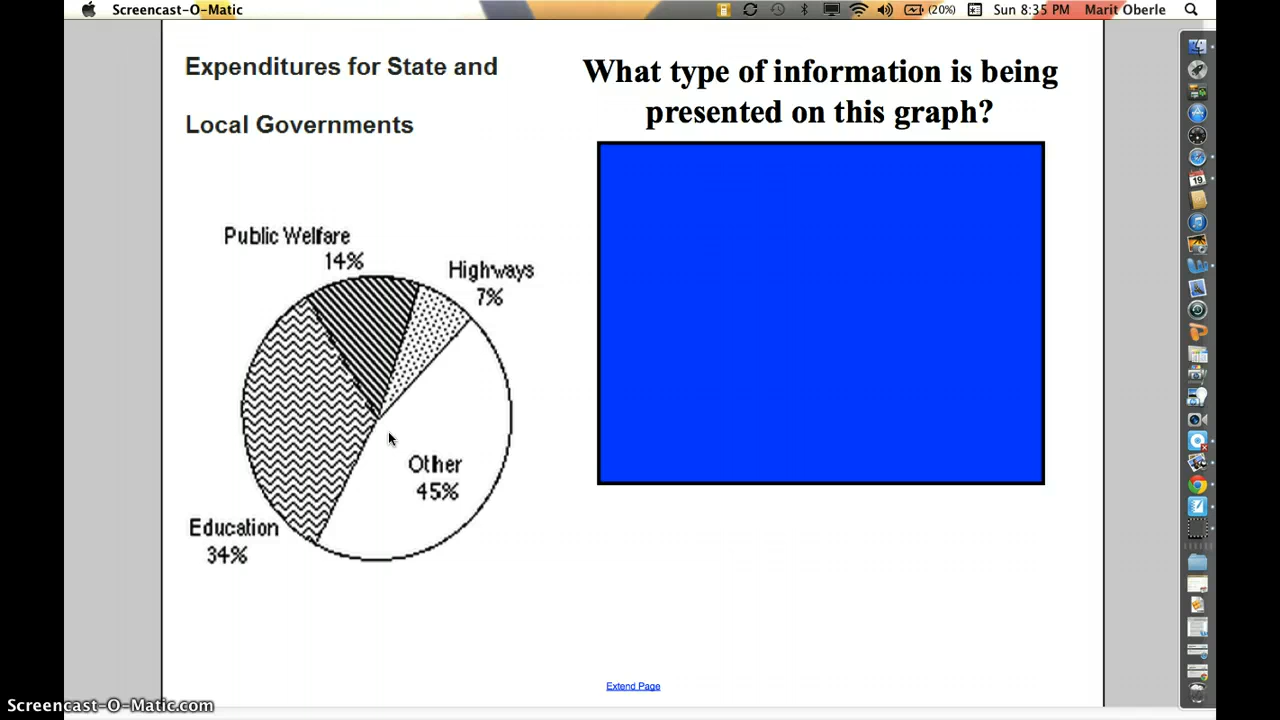 Screencast-O-Matic
(20%)
Sun 8:35 PM
Marit Oberle
Expenditures for State and
Local Governments
What type of information is being
presented on this graph?
Public Welfare
14%
Highways
7%
Other
45%
Education
34%
Extend Page
19
Screencast-O-Matic.com